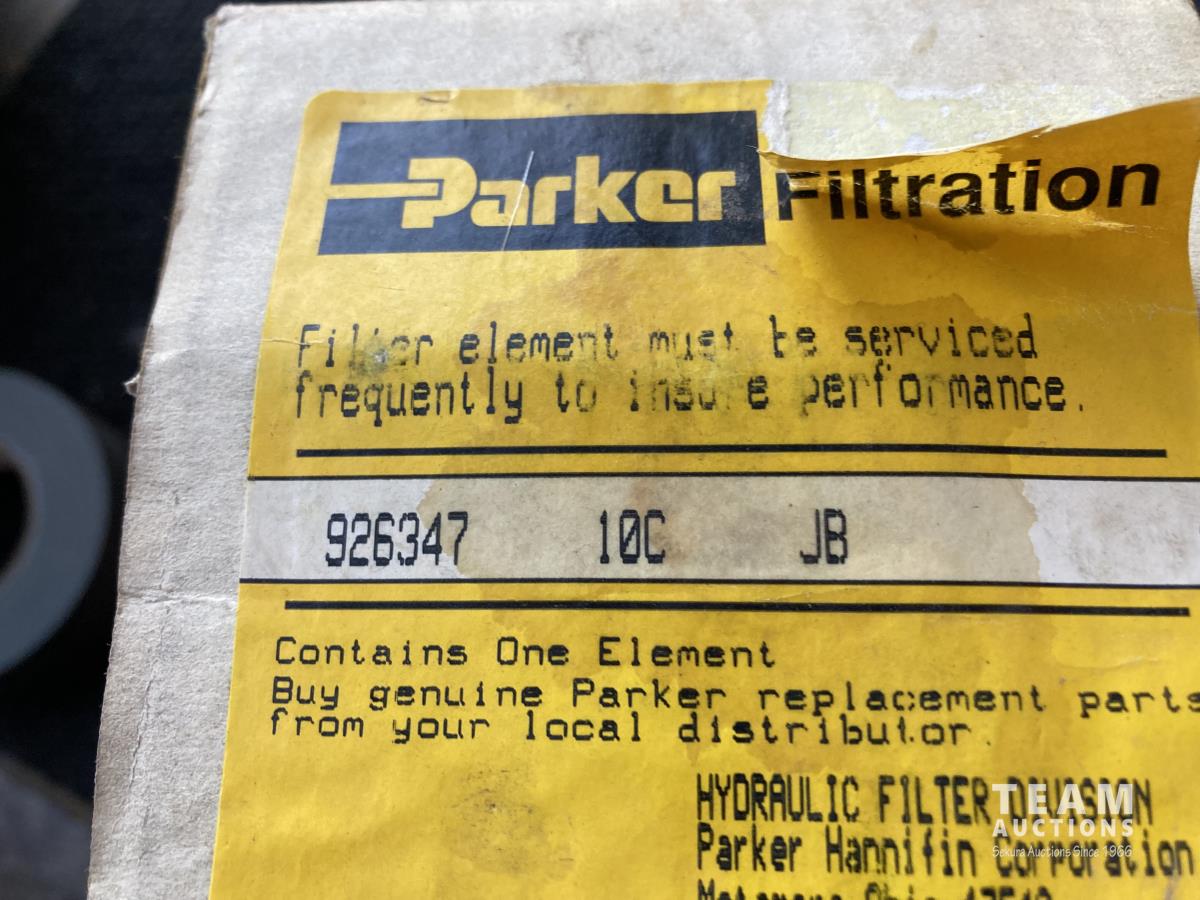 Parker Filtration
Filter element must be serviced
frequently to insure performance.
926347 10C JB
Contains One Element
Buy genuine Parker replacement parts
from your local distributor.
HYDRAULIC FILTER DIVISION
Parker Hannifin Corporation
TEAM
AUCTIONS
Sekura Auctions Since 1966